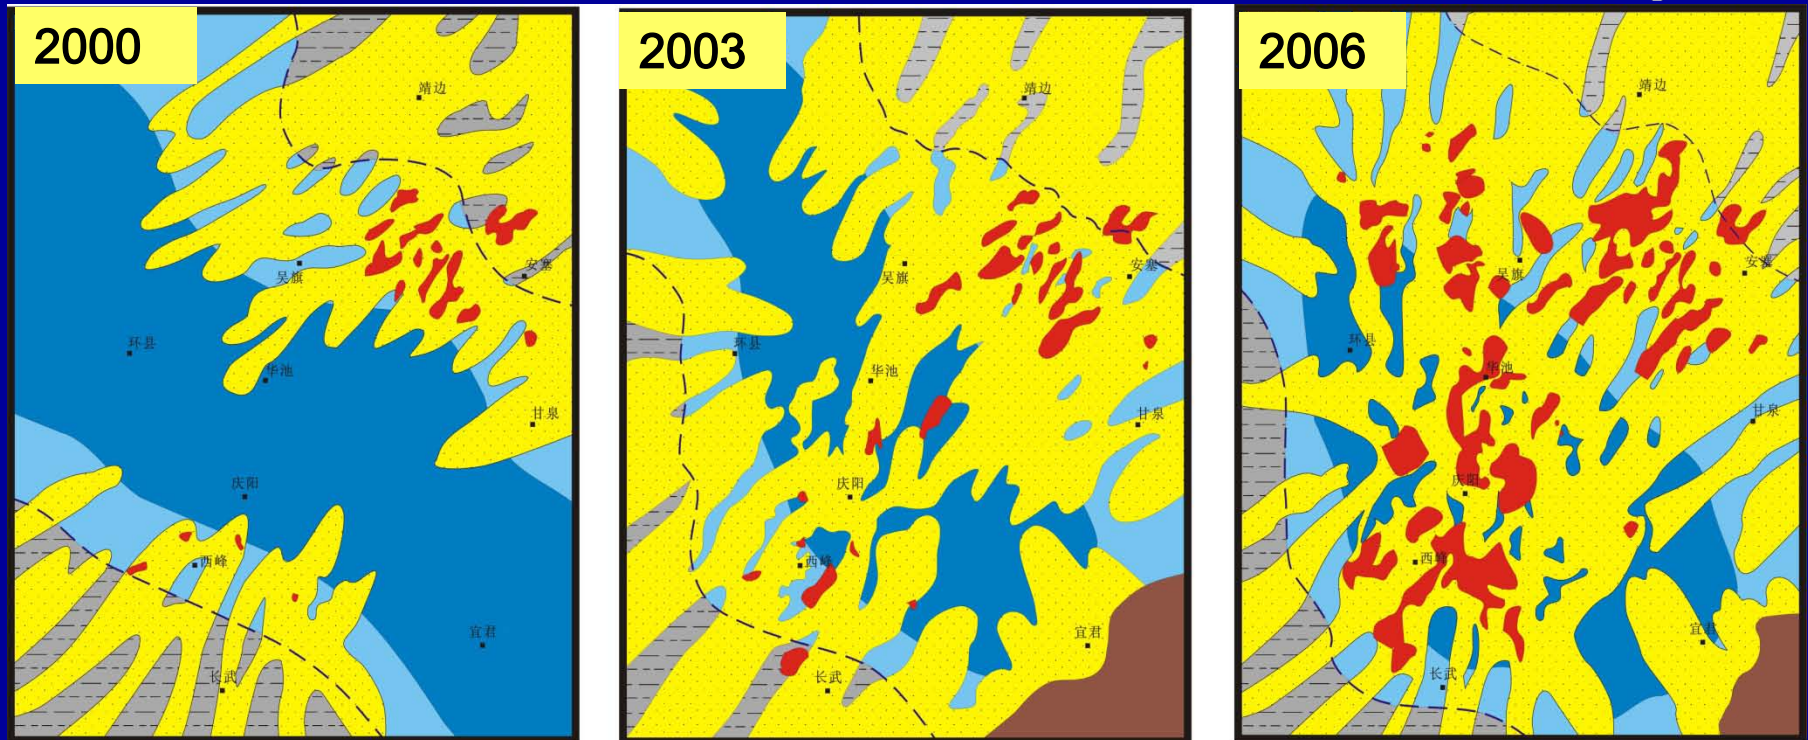 2000
靖边
安塞
吴旗
环县
华池
甘泉
庆阳
西峰
宜君
长武
2003
靖边
安塞
吴旗
环县
华池
甘泉
庆阳
西峰
宜君
长武
2006
靖边
安塞
吴旗
环县
华池
甘泉
庆阳
西峰
宜君
长武